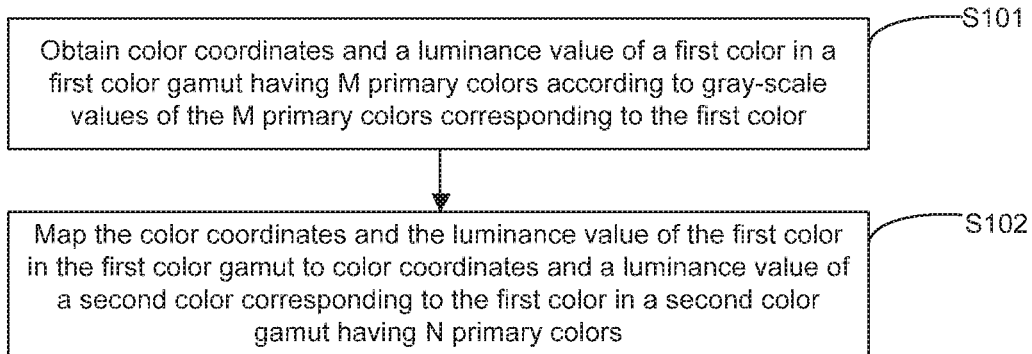 S101
Obtain color coordinates and a luminance value of a first color in a
first color gamut having M primary colors according to gray-scale
values of the M primary colors corresponding to the first color
S102
Map the color coordinates and the luminance value of the first color
in the first color gamut to color coordinates and a luminance value of
a second color corresponding to the first color in a second color
gamut having N primary colors